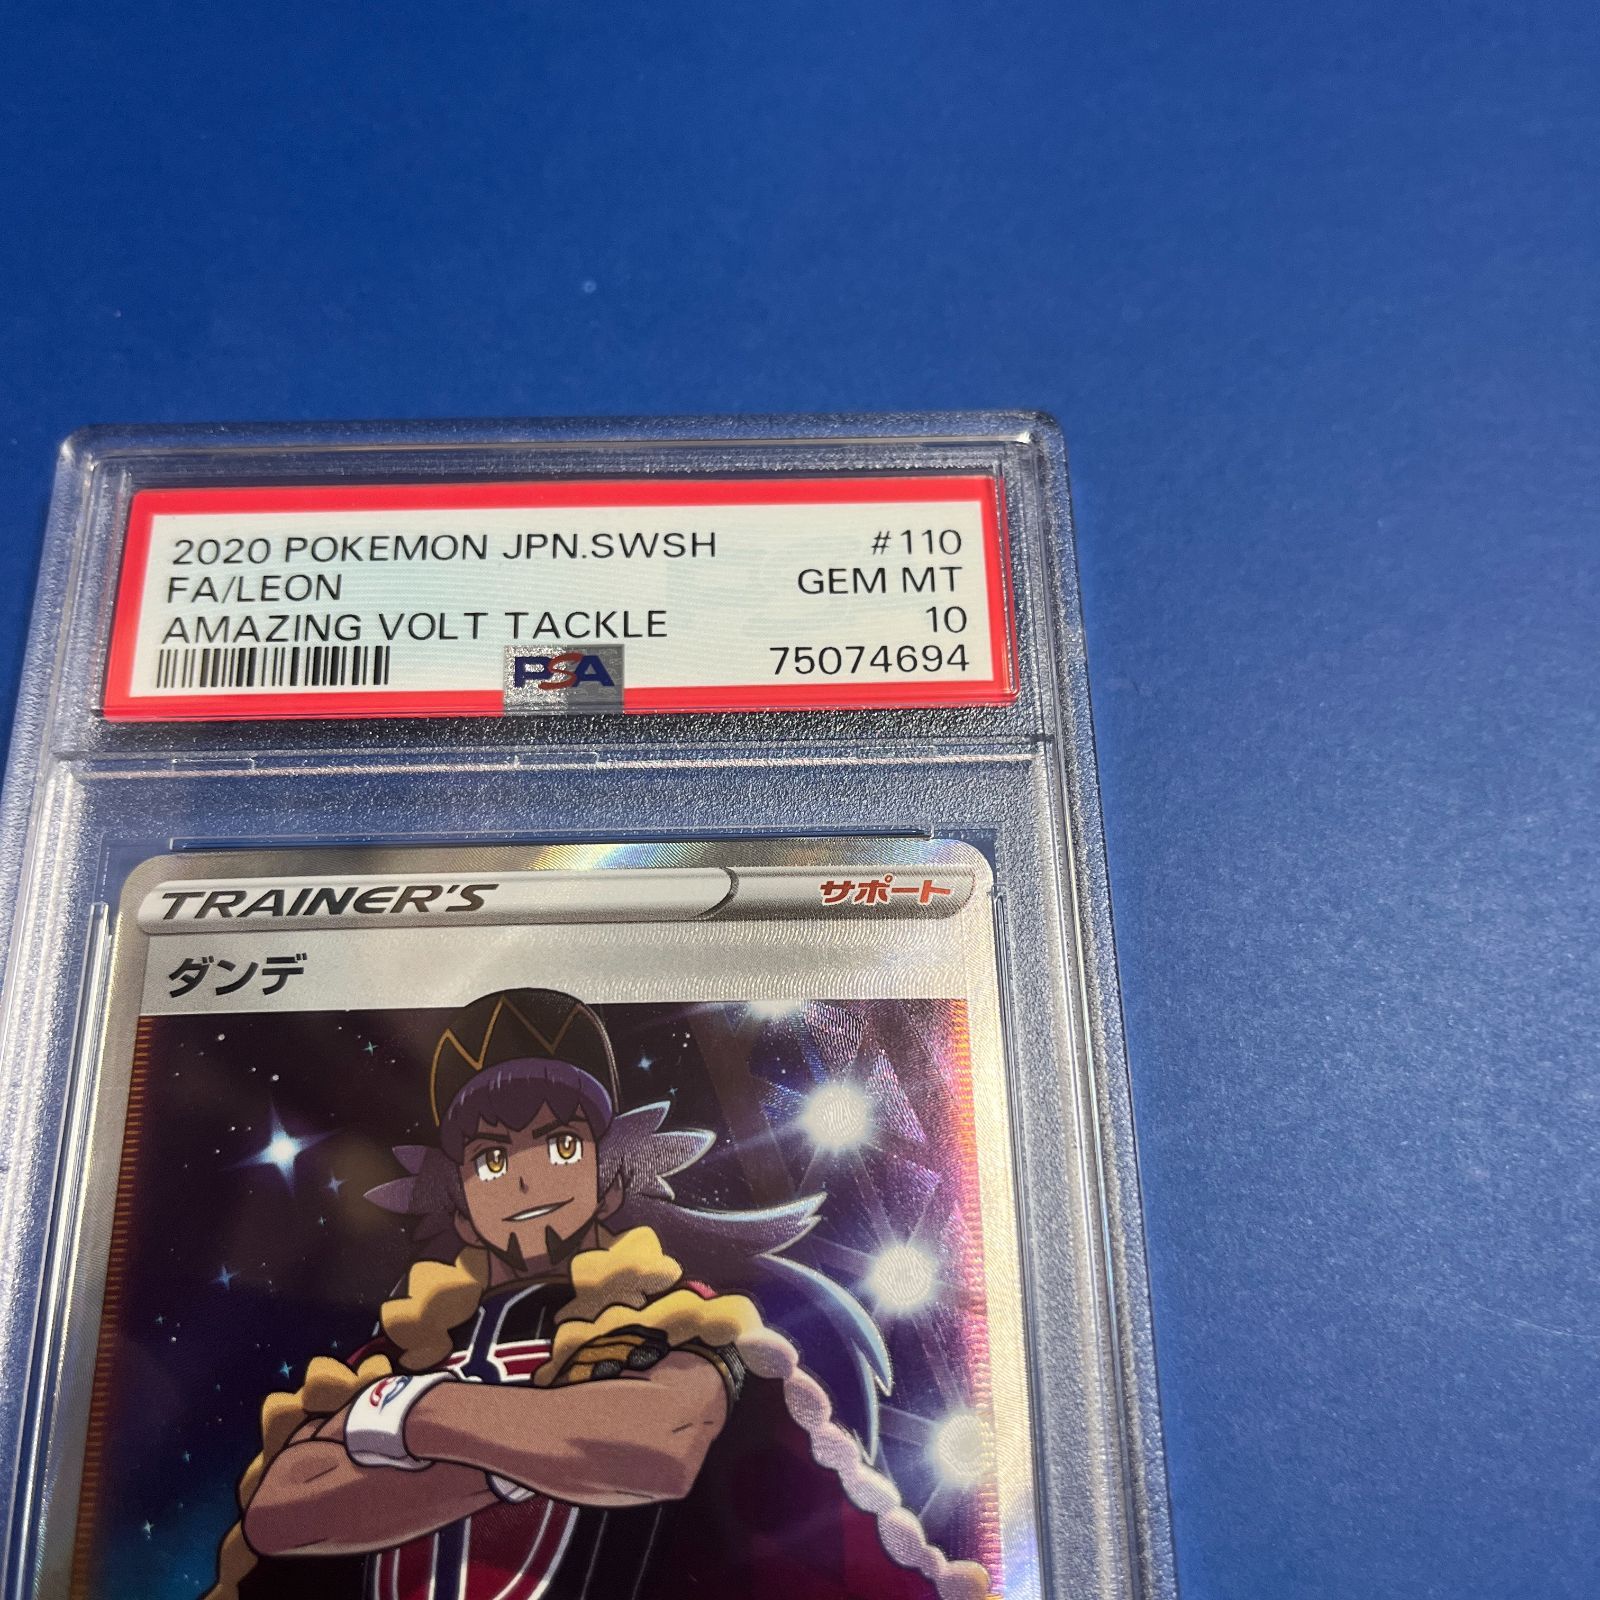 2020 POKEMON JPN.SWSH #110
FA/LEON GEM MT
AMAZING VOLT TACKLE 10
PSA 75074694
TRAINER'S サポート
ダンデ